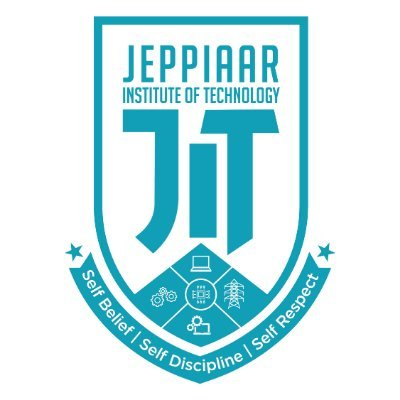 JEPPIAAR
INSTITUTE OF TECHNOLOGY
JiT
Self Belief | Self Discipline | Self Respect